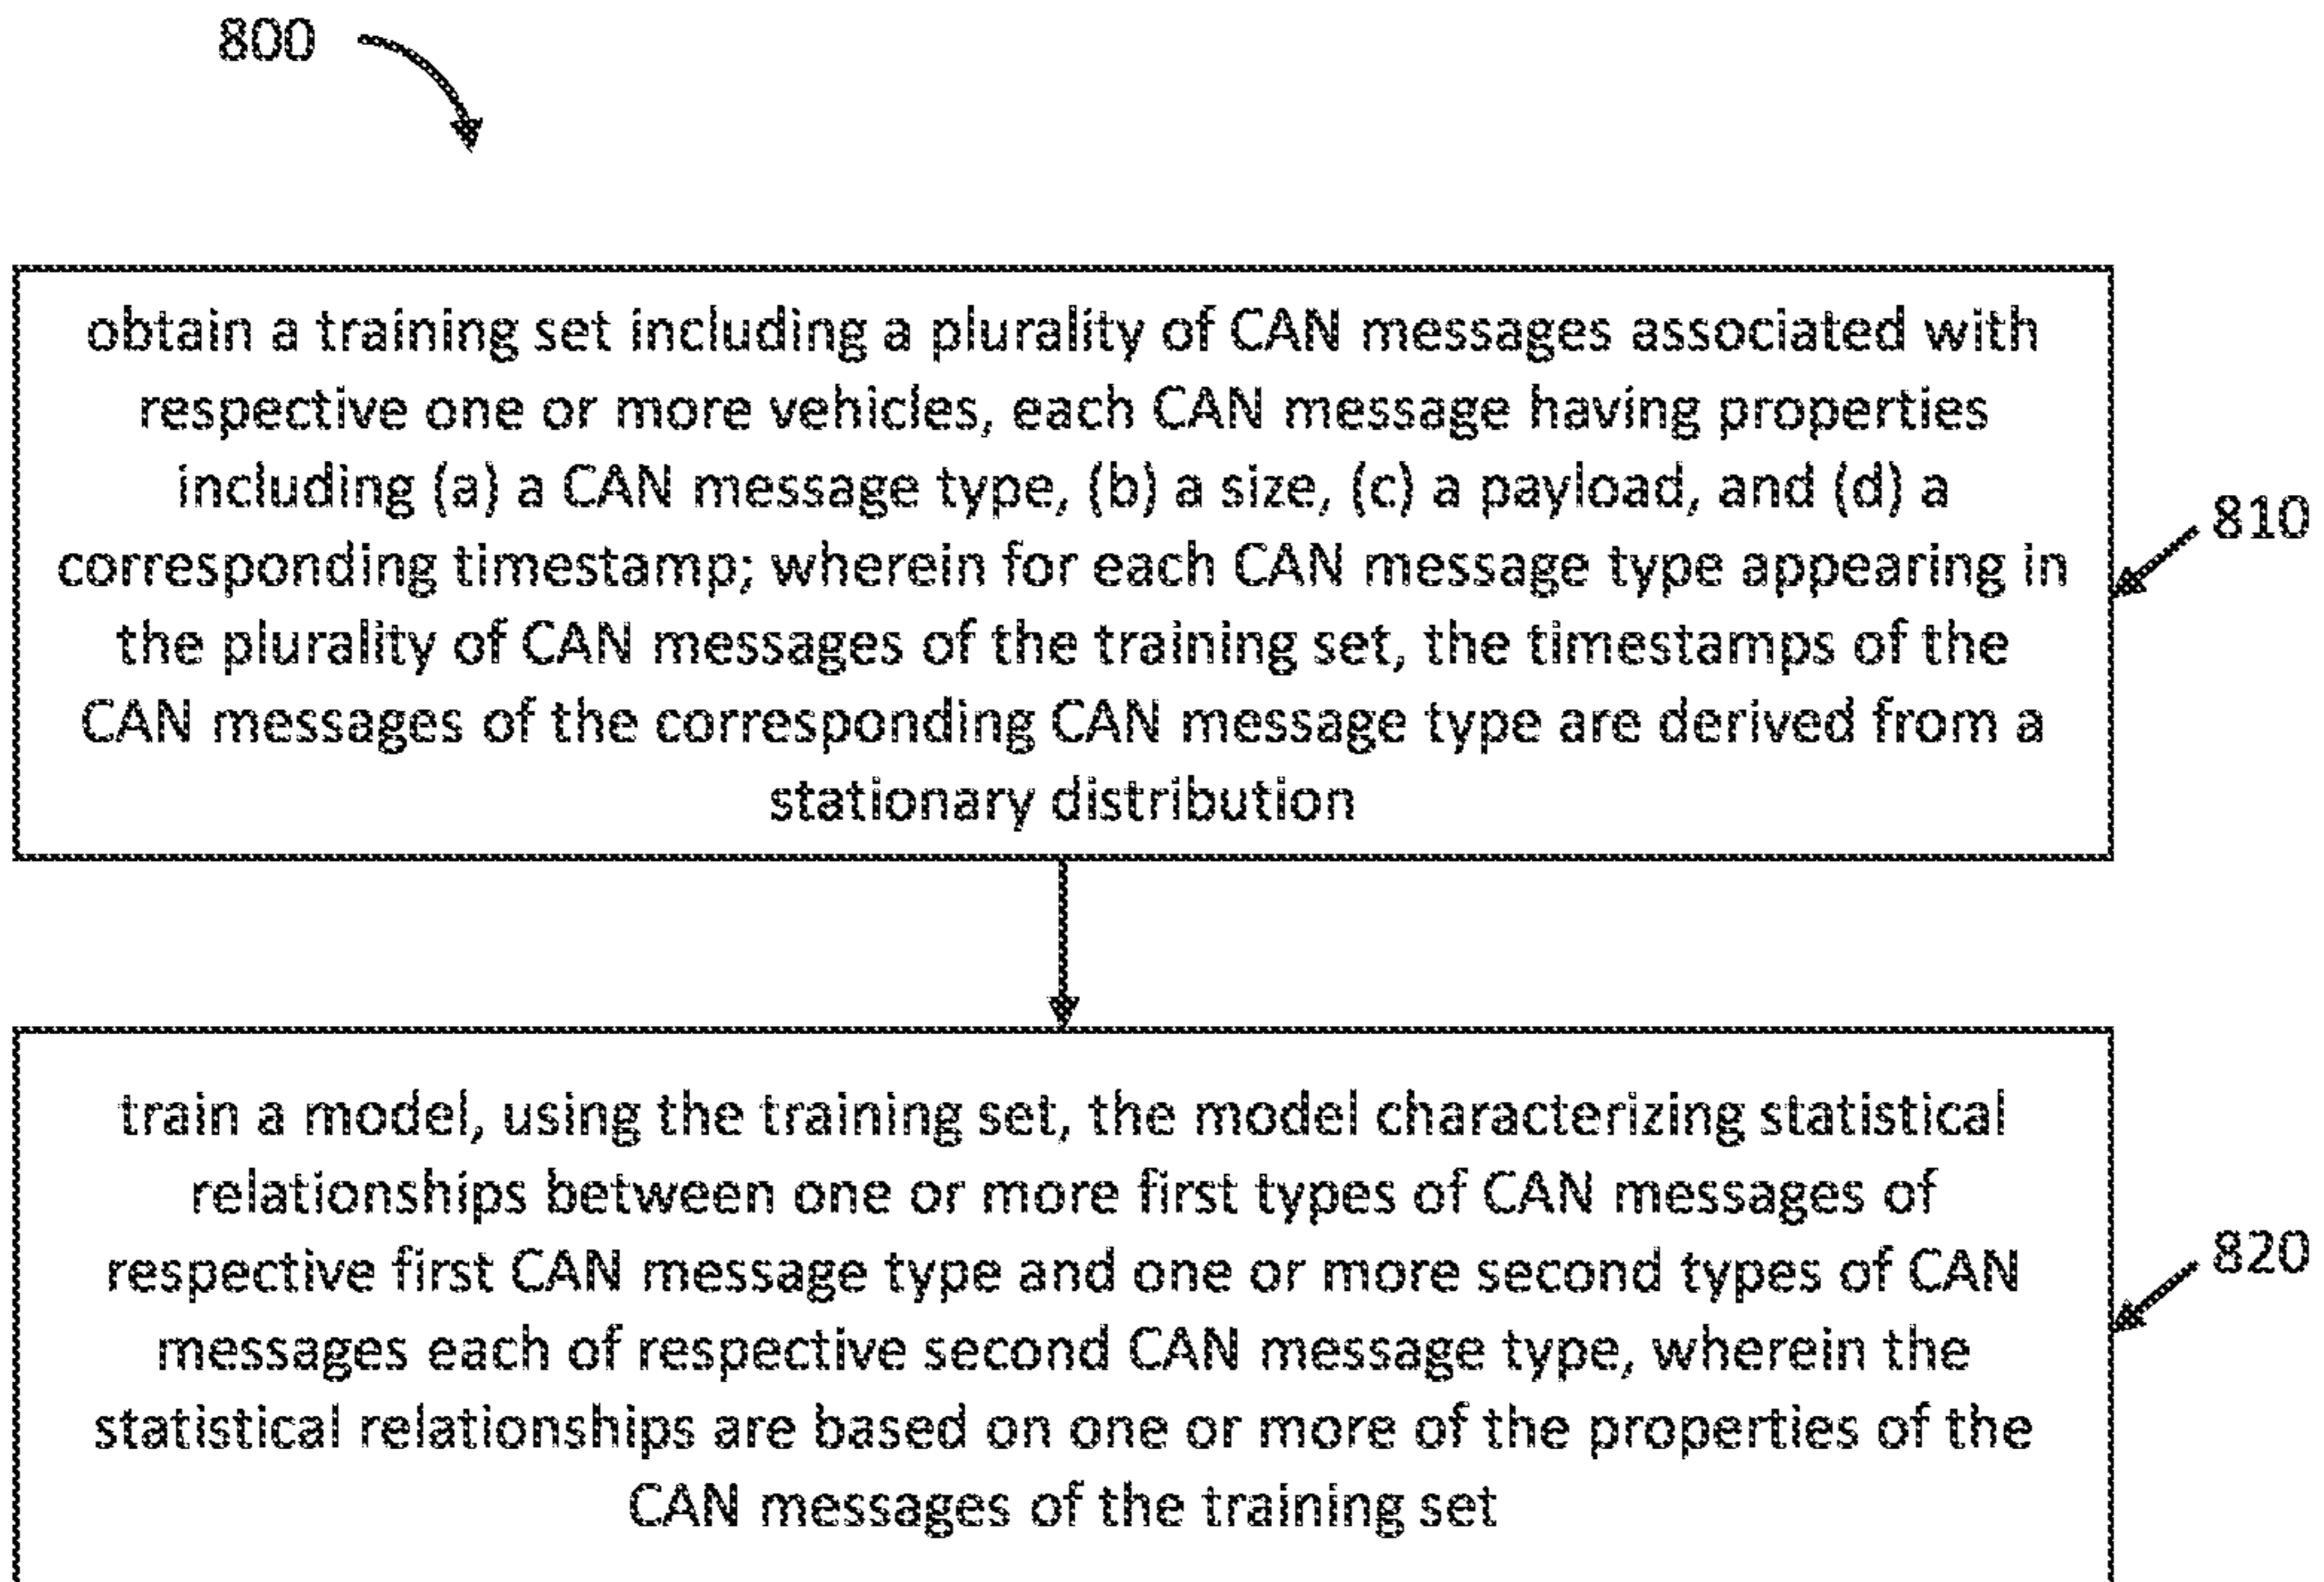 800
obtain a training set including a plurality of CAN messages associated with
respective one or more vehicles, each CAN message having properties
including (a) a CAN message type, (b) a size, (c) a payload, and (d) a
corresponding timestamp; wherein for each CAN message type appearing in
the plurality of CAN messages of the training set, the timestamps of the
CAN messages of the corresponding CAN message type are derived from a
stationary distribution
810
train a model, using the training set, the model characterizing statistical
relationships between one or more first types of CAN messages of
respective first CAN message type and one or more second types of CAN
messages each of respective second CAN message type, wherein the
statistical relationships are based on one or more of the properties of the
CAN messages of the training set
820